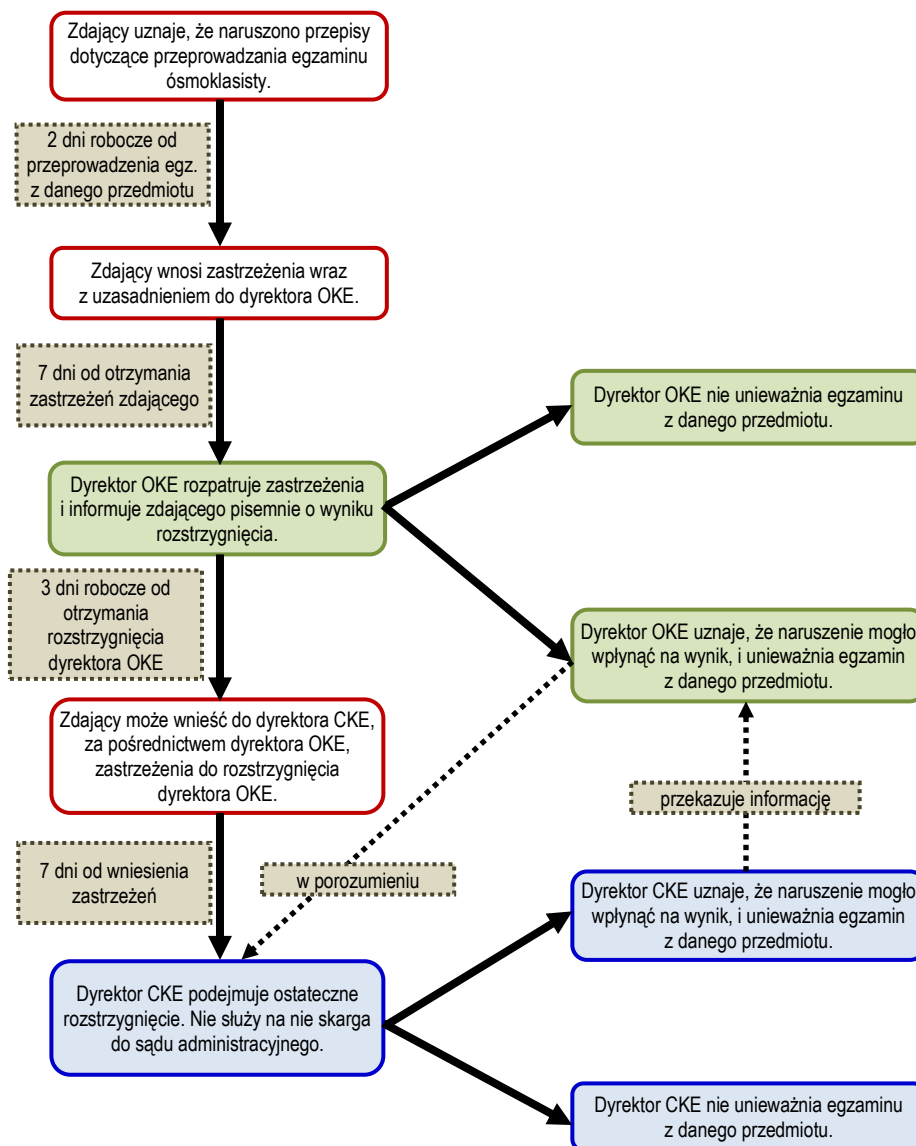 Zdający uznaje, że naruszono przepisy
dotyczące przeprowadzania egzaminu
ósmoklasisty.
2 dni robocze od
przeprowadzenia egz.
z danego przedmiotu
Zdający wnosi zastrzeżenia wraz
z uzasadnieniem do dyrektora OKE.
7 dni od otrzymania
zastrzeżeń zdającego
Dyrektor OKE nie unieważnia egzaminu
z danego przedmiotu.
Dyrektor OKE rozpatruje zastrzeżenia
i informuje zdającego pisemnie o wyniku
rozstrzygnięcia.
3 dni robocze od
otrzymania
rozstrzygnięcia
dyrektora OKE
Dyrektor OKE uznaje, że naruszenie mogło
wpłynąć na wynik, i unieważnia egzamin
z danego przedmiotu.
Zdający może wnieść do dyrektora CKE,
za pośrednictwem dyrektora OKE,
zastrzeżenia do rozstrzygnięcia
dyrektora OKE.
przekazuje informację
7 dni od wniesienia
zastrzeżeń
w porozumieniu
Dyrektor CKE uznaje, że naruszenie mogło
wpłynąć na wynik, i unieważnia egzamin
z danego przedmiotu.
Dyrektor CKE podejmuje ostateczne
rozstrzygnięcie. Nie służy na nie skarga
do sądu administracyjnego.
Dyrektor CKE nie unieważnia egzaminu
z danego przedmiotu.